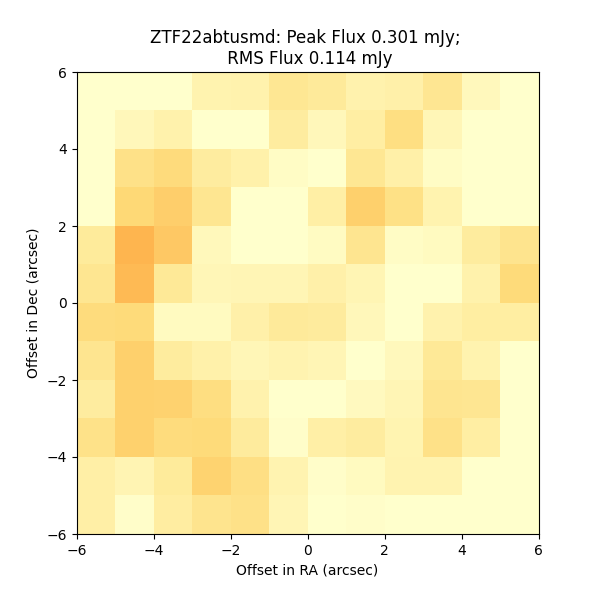 ZTF22abtusmd: Peak Flux 0.301 mJy;
RMS Flux 0.114 mJy
6
4
2
0
−2
−4
−6
Offset in Dec (arcsec)
−6 −4 −2 0 2 4 6
Offset in RA (arcsec)